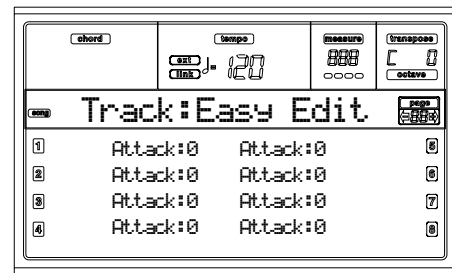 chord tempo measure transpose
ext ♩= 120 888 C 0
link octave
song Track:Easy Edit page
88
1 Attack:0 Attack:0 5
2 Attack:0 Attack:0 6
3 Attack:0 Attack:0 7
4 Attack:0 Attack:0 8